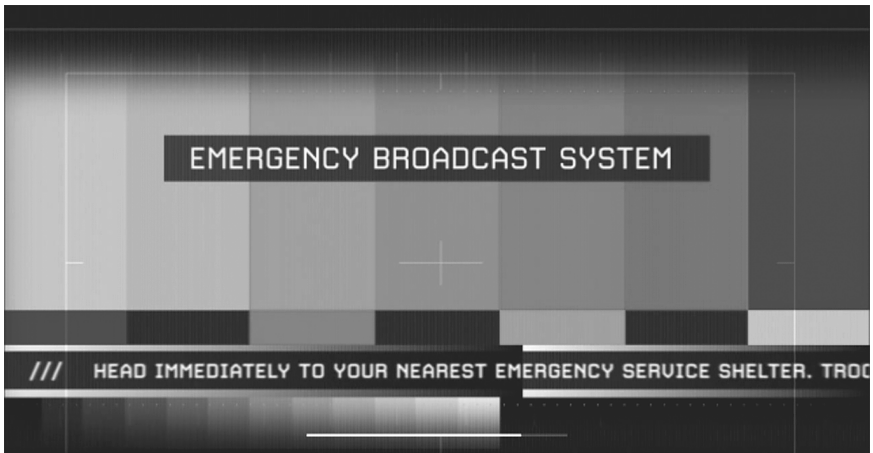 EMERGENCY BROADCAST SYSTEM
/// HEAD IMMEDIATELY TO YOUR NEAREST EMERGENCY SERVICE SHELTER.